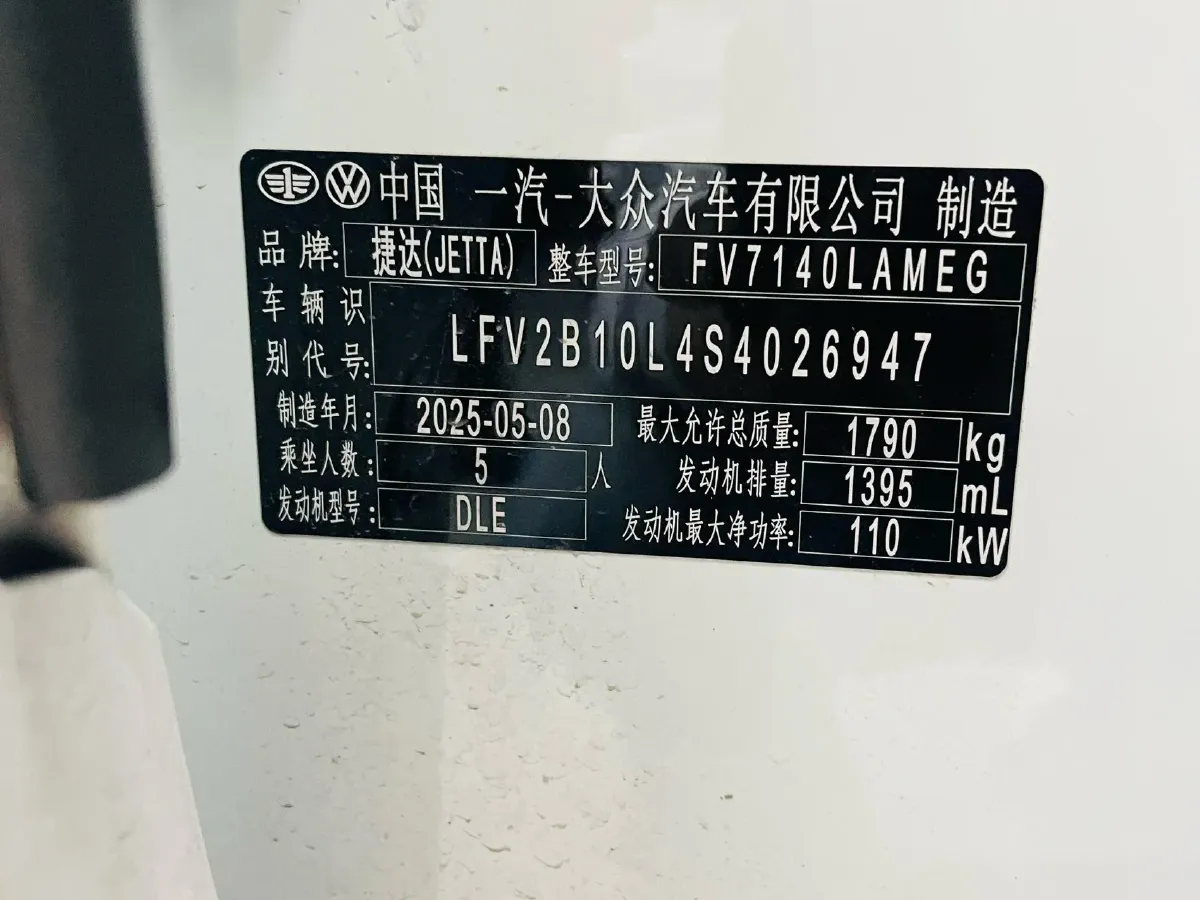 中国 一汽-大众汽车有限公司 制造
品牌: 捷达(JETTA) 整车型号: FV7140LAMEG
车辆识别代号: LFV2B10L4S4026947
制造年月: 2025-05-08 最大允许总质量: 1790 kg
乘坐人数: 5 人 发动机排量: 1395 mL
发动机型号: DLE 发动机最大净功率: 110 kW